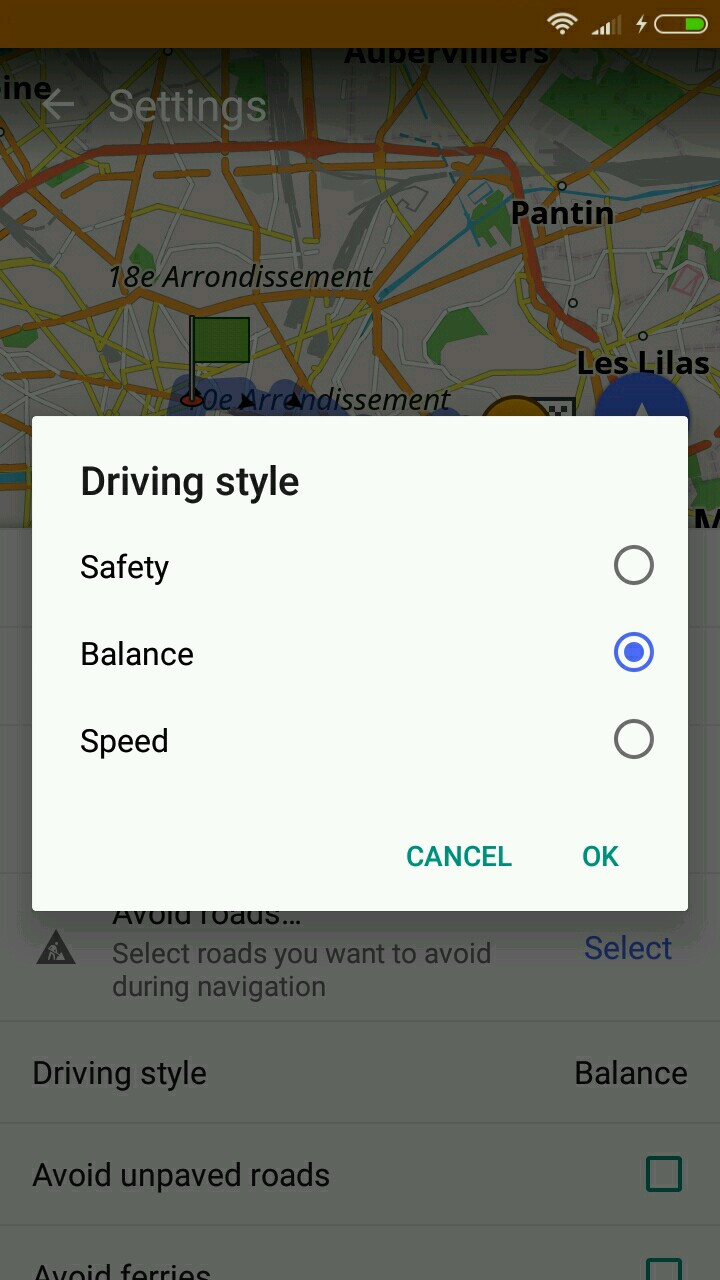 Aubervilliers
eine
Settings
Pantin
18e Arrondissement
Les Lilas
0e Arrondissement
M
Driving style
Safety
Balance
Speed
CANCEL
OK
Avoid roads...
Select roads you want to avoid
during navigation
Select
Driving style
Balance
Avoid unpaved roads
Avoid ferries